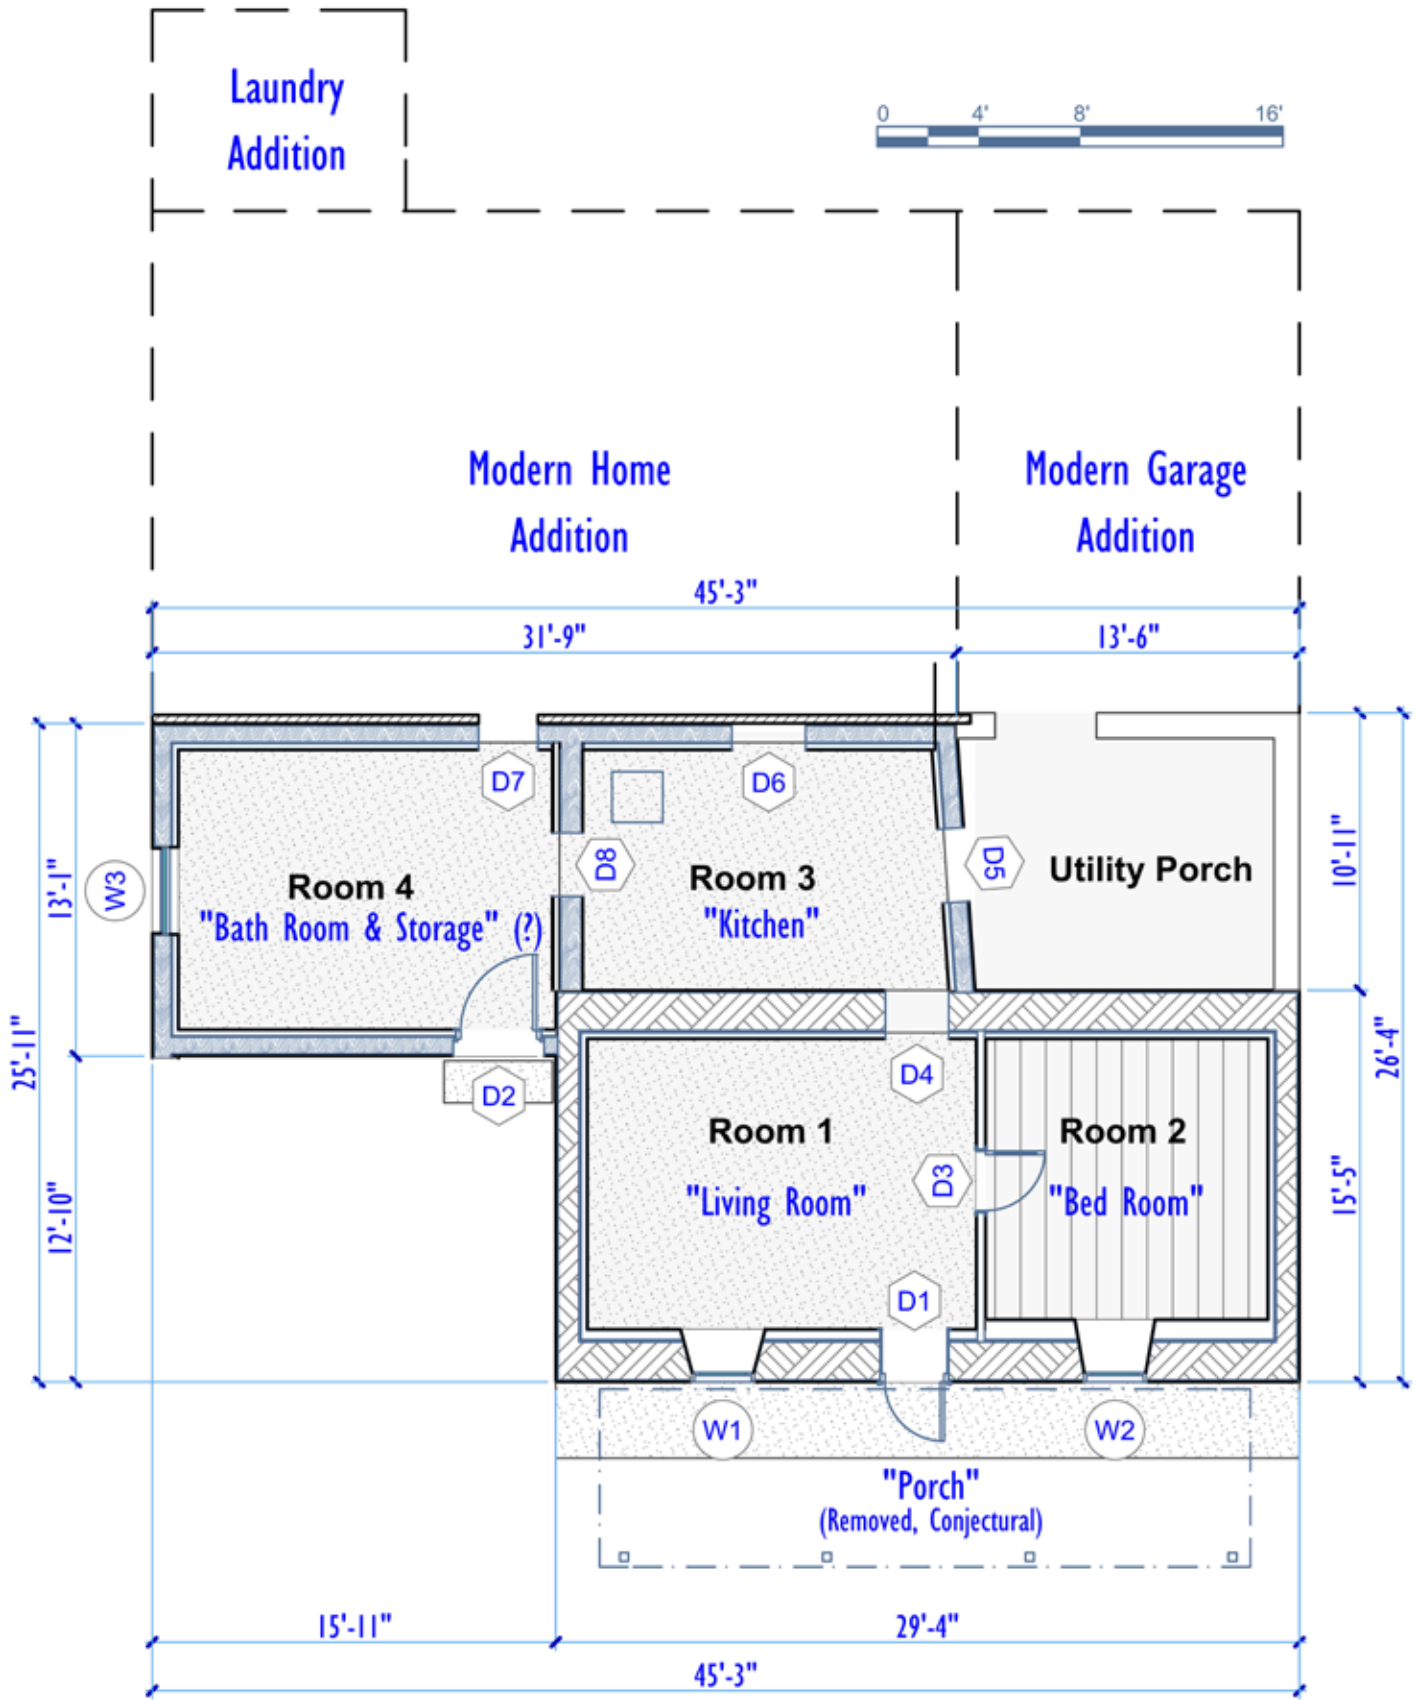 Laundry
Addition
0 4' 8' 16'
Modern Home
Addition
Modern Garage
Addition
45'-3"
31'-9"
13'-6"
D7
D6
D8
D5
W3
Room 4
"Bath Room & Storage" (?)
Room 3
"Kitchen"
Utility Porch
13'-1"
10'-11"
25'-11"
26'-4"
12'-10"
15'-5"
D2
D4
Room 1
"Living Room"
D3
Room 2
"Bed Room"
D1
W1
W2
"Porch"
(Removed, Conjectural)
15'-11"
29'-4"
45'-3"